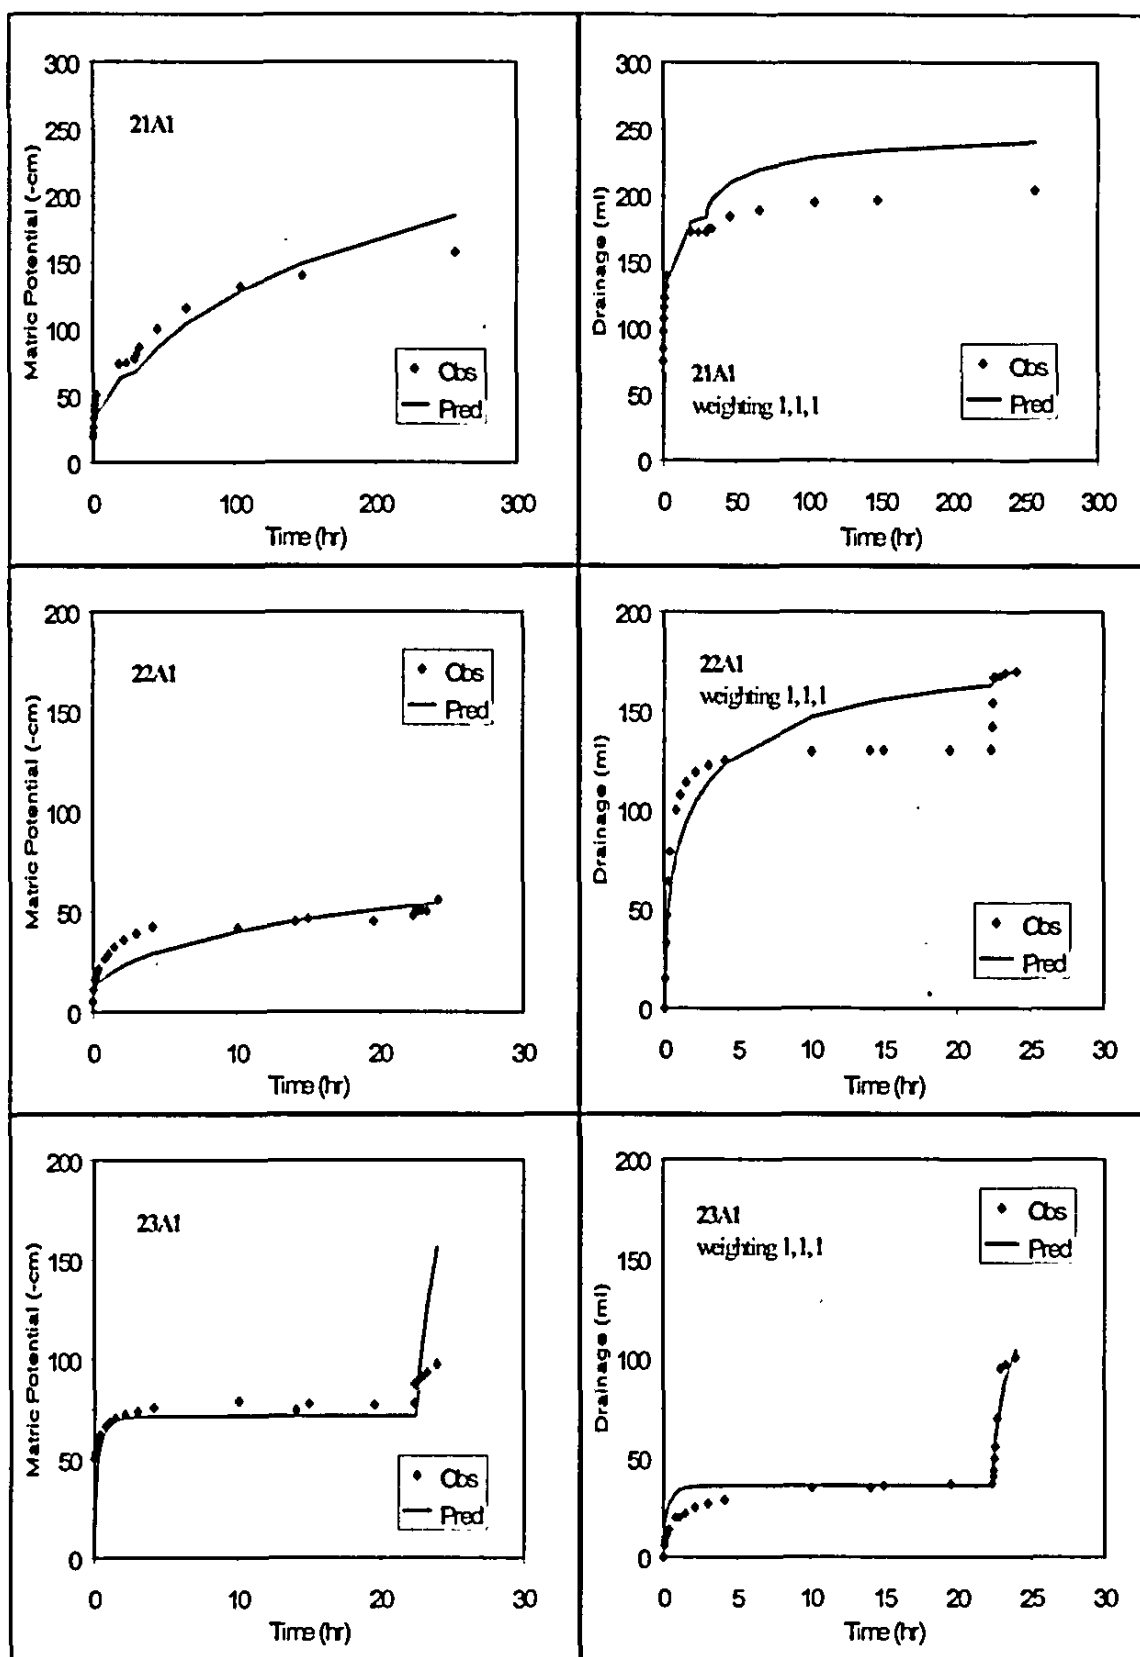 Matric Potential (-cm)
300
250
200
150
100
50
0
21A1
Obs
Pred
0 100 200 300
Time (hr)
Drainage (ml)
300
250
200
150
100
50
0
21A1
weighting 1,1,1
Obs
Pred
0 50 100 150 200 250 300
Time (hr)
Matric Potential (-cm)
200
150
100
50
0
22A1
Obs
Pred
0 10 20 30
Time (hr)
Drainage (ml)
200
150
100
50
0
22A1
weighting 1,1,1
Obs
Pred
0 5 10 15 20 25 30
Time (hr)
Matric Potential (-cm)
200
150
100
50
0
23A1
Obs
Pred
0 10 20 30
Time (hr)
Drainage (ml)
200
150
100
50
0
23A1
weighting 1,1,1
Obs
Pred
0 5 10 15 20 25 30
Time (hr)